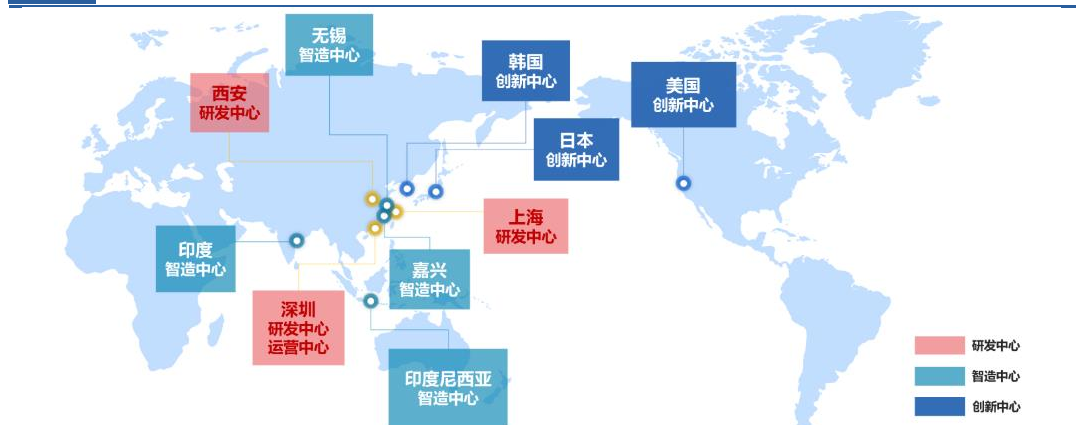 无锡
智造中心
韩国
创新中心
美国
创新中心
西安
研发中心
日本
创新中心
上海
研发中心
印度
智造中心
嘉兴
智造中心
深圳
研发中心
运营中心
印度尼西亚
智造中心
研发中心
智造中心
创新中心